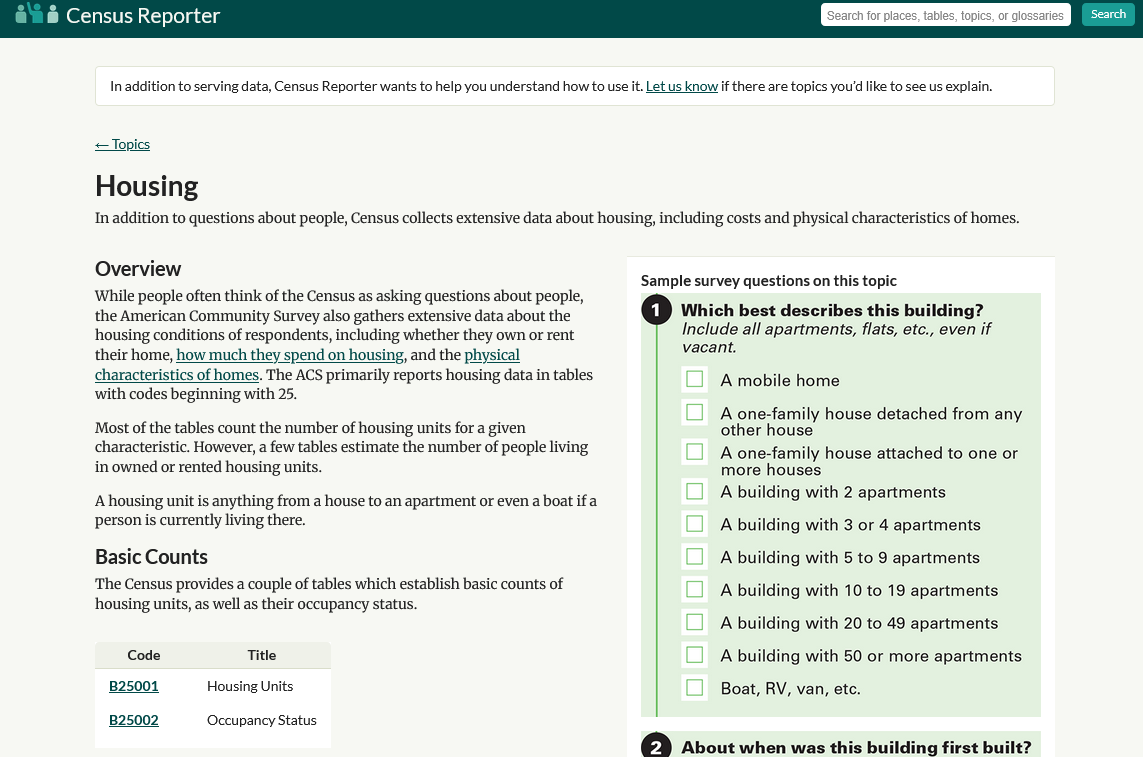 Census Reporter
Search for places, tables, topics, or glossaries
Search
In addition to serving data, Census Reporter wants to help you understand how to use it. Let us know if there are topics you'd like to see us explain.
← Topics
Housing
In addition to questions about people, Census collects extensive data about housing, including costs and physical characteristics of homes.
Overview
While people often think of the Census as asking questions about people,
the American Community Survey also gathers extensive data about the
housing conditions of respondents, including whether they own or rent
their home, how much they spend on housing, and the physical
characteristics of homes. The ACS primarily reports housing data in tables
with codes beginning with 25.
Most of the tables count the number of housing units for a given
characteristic. However, a few tables estimate the number of people living
in owned or rented housing units.
A housing unit is anything from a house to an apartment or even a boat if a
person is currently living there.
Basic Counts
The Census provides a couple of tables which establish basic counts of
housing units, as well as their occupancy status.
Code Title
B25001 Housing Units
B25002 Occupancy Status
Sample survey questions on this topic
1 Which best describes this building?
Include all apartments, flats, etc., even if
vacant.
A mobile home
A one-family house detached from any
other house
A one-family house attached to one or
more houses
A building with 2 apartments
A building with 3 or 4 apartments
A building with 5 to 9 apartments
A building with 10 to 19 apartments
A building with 20 to 49 apartments
A building with 50 or more apartments
Boat, RV, van, etc.
2 About when was this building first built?